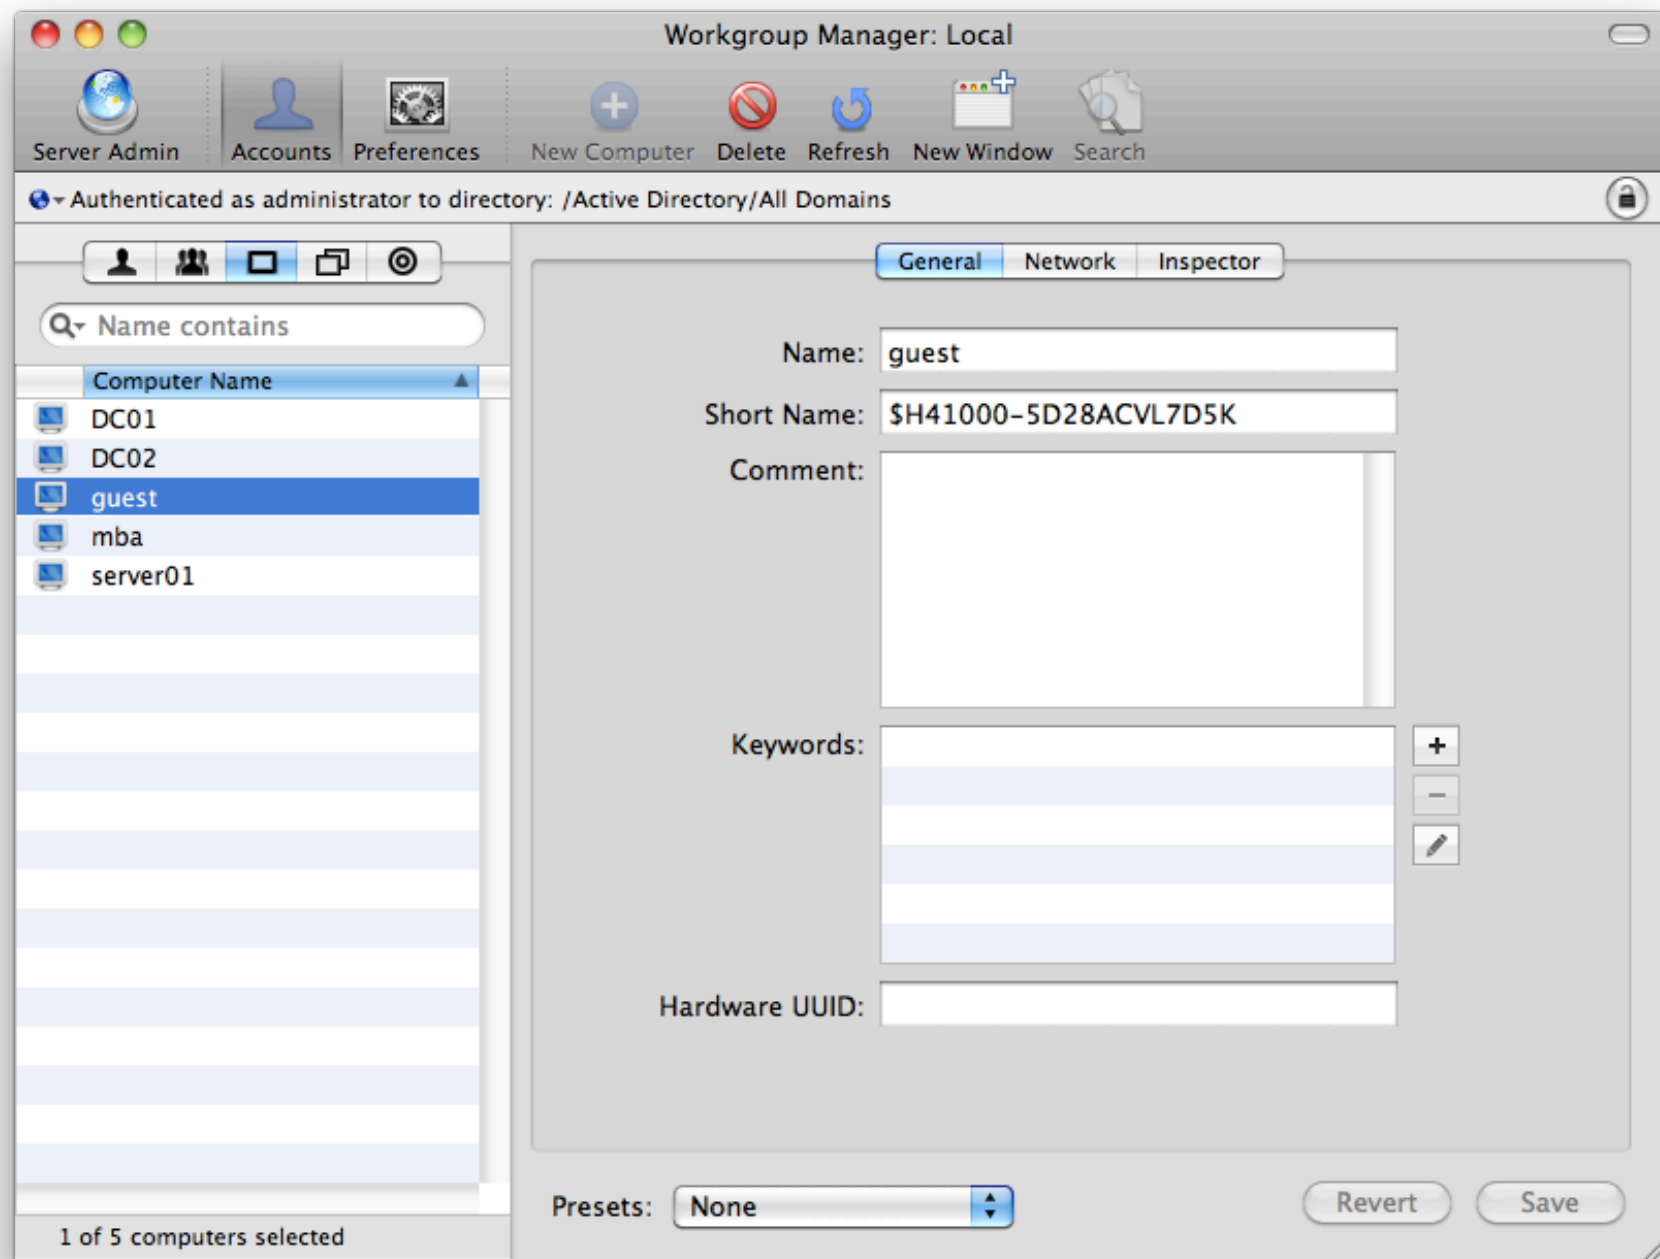 Workgroup Manager: Local
Server Admin Accounts Preferences New Computer Delete Refresh New Window Search
Authenticated as administrator to directory: /Active Directory/All Domains
Name contains
Computer Name
DC01
DC02
guest
mba
server01
1 of 5 computers selected
General Network Inspector
Name: guest
Short Name: $H41000-5D28ACVL7D5K
Comment:
Keywords:
Hardware UUID:
Presets: None
Revert Save